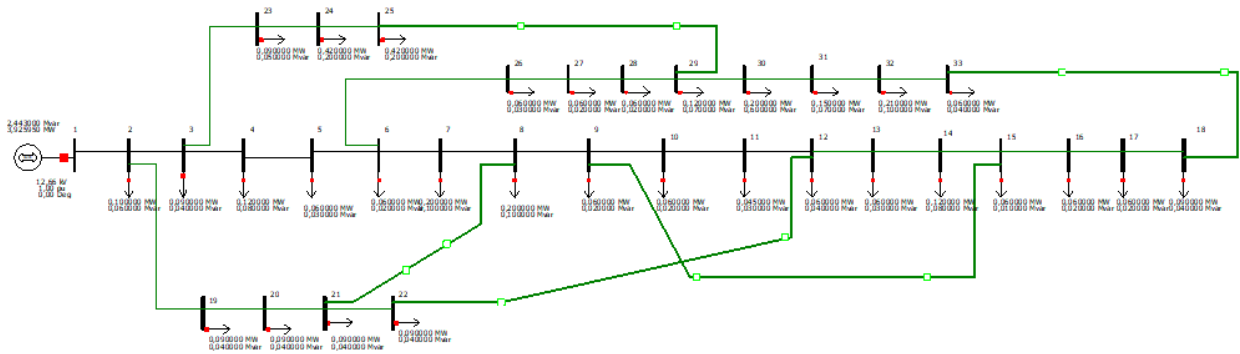 23
24
25
0,090000 MW
0,050000 Mvar
0,420000 MW
0,200000 Mvar
0,420000 MW
0,200000 Mvar
26
27
28
29
30
31
32
33
0,060000 MW
0,030000 Mvar
0,060000 MW
0,020000 Mvar
0,060000 MW
0,020000 Mvar
0,120000 MW
0,070000 Mvar
0,200000 MW
0,600000 Mvar
0,150000 MW
0,070000 Mvar
0,210000 MW
0,100000 Mvar
0,060000 MW
0,040000 Mvar
2,443000 Mvar
3,925950 MW
1
2
3
4
5
6
7
8
9
10
11
12
13
14
15
16
17
18
12,66 kV
1,00 pu
0,00 Deg
0,100000 MW
0,060000 Mvar
0,090000 MW
0,040000 Mvar
0,120000 MW
0,080000 Mvar
0,060000 MW
0,030000 Mvar
0,060000 MW
0,020000 Mvar
0,200000 MW
0,100000 Mvar
0,200000 MW
0,100000 Mvar
0,060000 MW
0,020000 Mvar
0,060000 MW
0,020000 Mvar
0,045000 MW
0,030000 Mvar
0,060000 MW
0,040000 Mvar
0,060000 MW
0,030000 Mvar
0,120000 MW
0,080000 Mvar
0,060000 MW
0,010000 Mvar
0,060000 MW
0,020000 Mvar
0,060000 MW
0,020000 Mvar
0,090000 MW
0,040000 Mvar
19
20
21
22
0,090000 MW
0,040000 Mvar
0,090000 MW
0,040000 Mvar
0,090000 MW
0,040000 Mvar
0,090000 MW
0,040000 Mvar